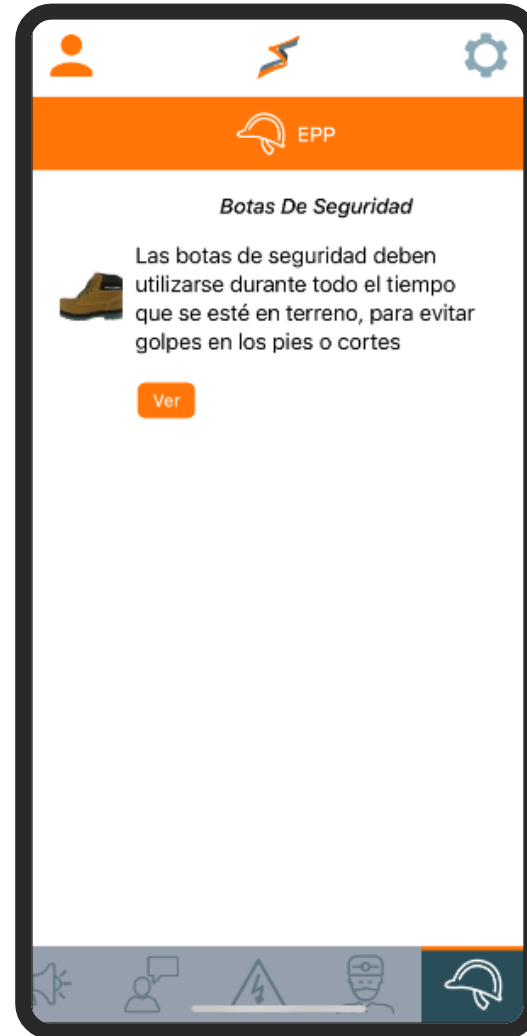 EPP
Botas De Seguridad
Las botas de seguridad deben
utilizarse durante todo el tiempo
que se esté en terreno, para evitar
golpes en los pies o cortes
Ver